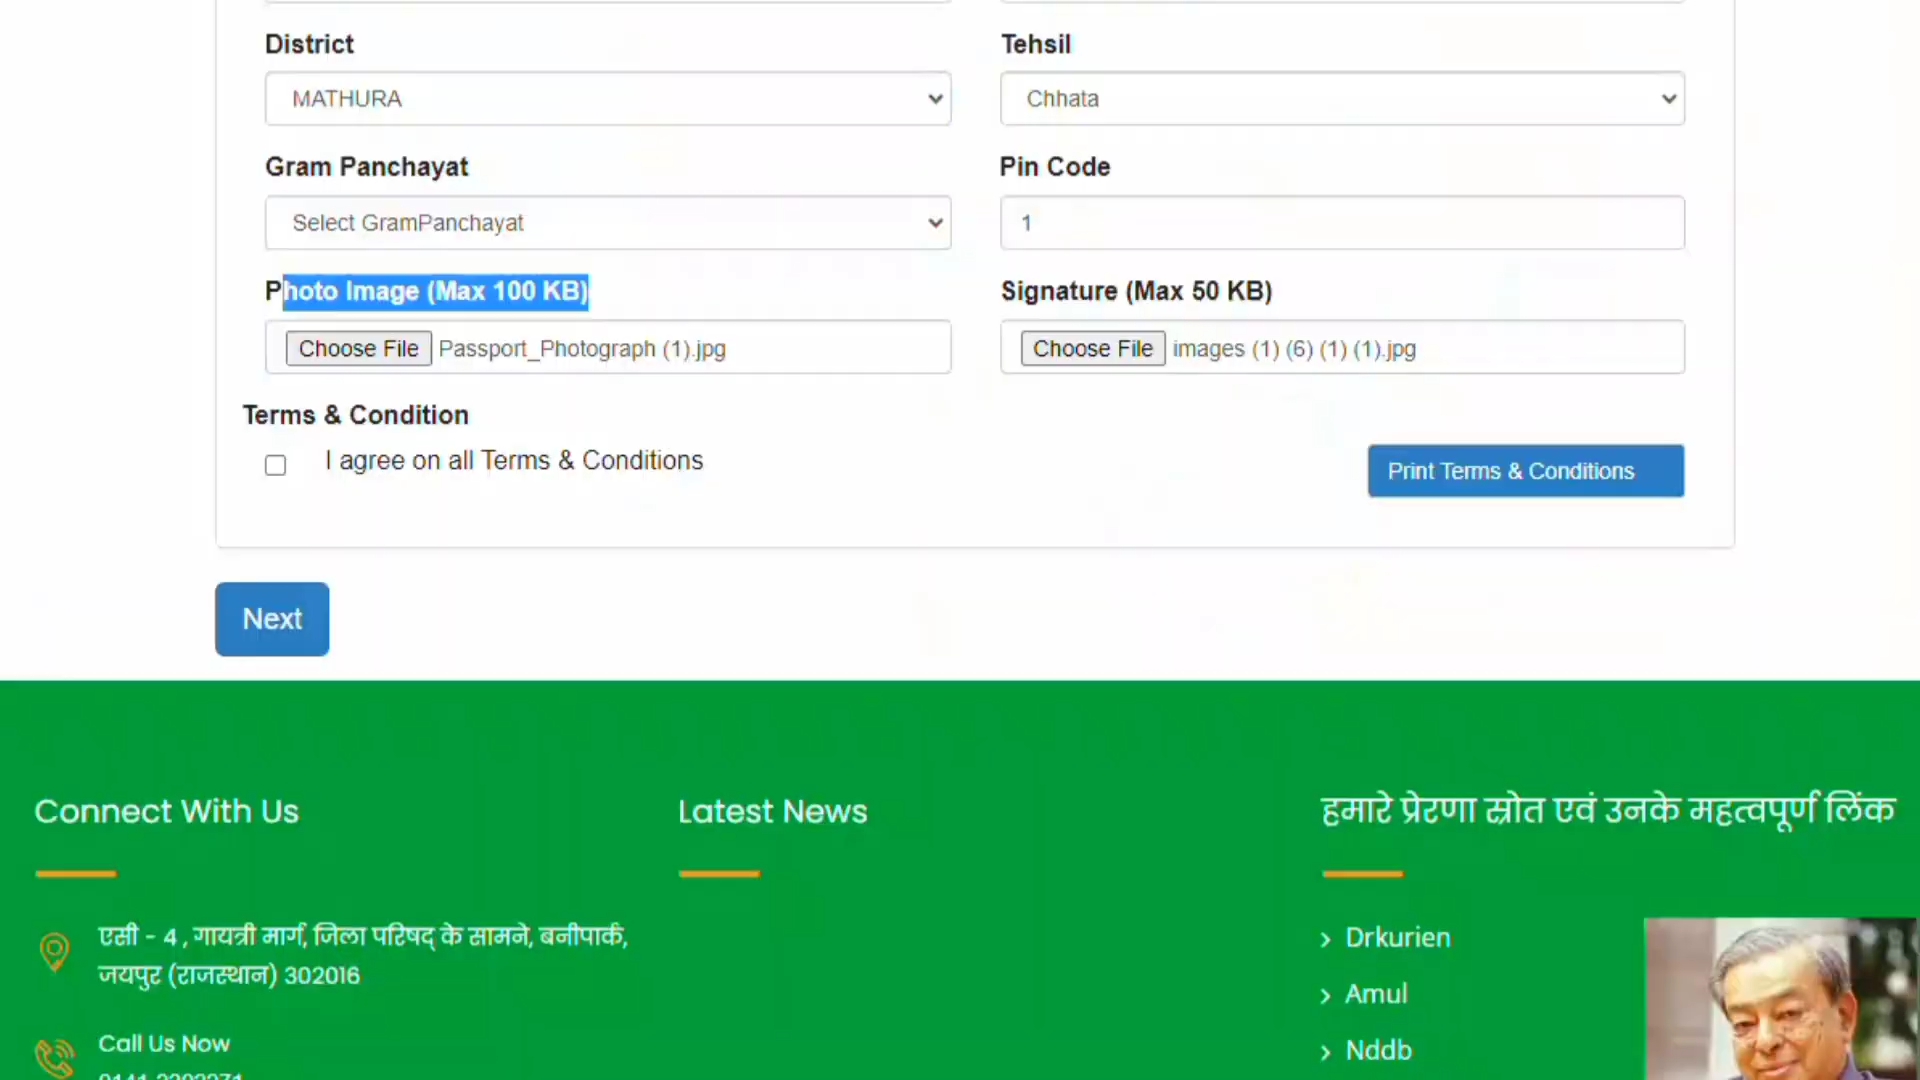 District
Tehsil
MATHURA
Chhata
Gram Panchayat
Pin Code
Select GramPanchayat
1
Photo Image (Max 100 KB)
Signature (Max 50 KB)
Choose File Passport_Photograph (1).jpg
Choose File images (1) (6) (1) (1).jpg
Terms & Condition
I agree on all Terms & Conditions
Print Terms & Conditions
Next
Connect With Us
Latest News
हमारे प्रेरणा स्रोत एवं उनके महत्वपूर्ण लिंक
एसी - 4 , गायत्री मार्ग, जिला परिषद् के सामने, बनीपार्क,
जयपुर (राजस्थान) 302016
Drkurien
Amul
Call Us Now
Nddb